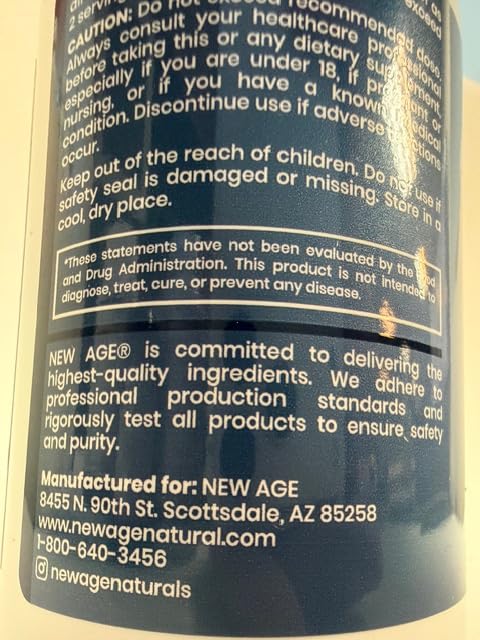 2 serving
exceed
CAUTION: Do not exceed recommended dose.
Always consult your healthcare professional
before taking this or any dietary supplement,
especially if you are under 18, if pregnant or
nursing, or if you have a known medical
condition. Discontinue use if adverse reactions
occur.
Keep out of the reach of children. Do not use if
safety seal is damaged or missing. Store in a
cool, dry place.
*These statements have not been evaluated by the Food
and Drug Administration. This product is not intended to
diagnose, treat, cure, or prevent any disease.
NEW AGE® is committed to delivering the
highest-quality ingredients. We adhere to
professional production standards and
rigorously test all products to ensure safety
and purity.
Manufactured for: NEW AGE
8455 N. 90th St. Scottsdale, AZ 85258
www.newagenatural.com
1-800-640-3456
newagenaturals